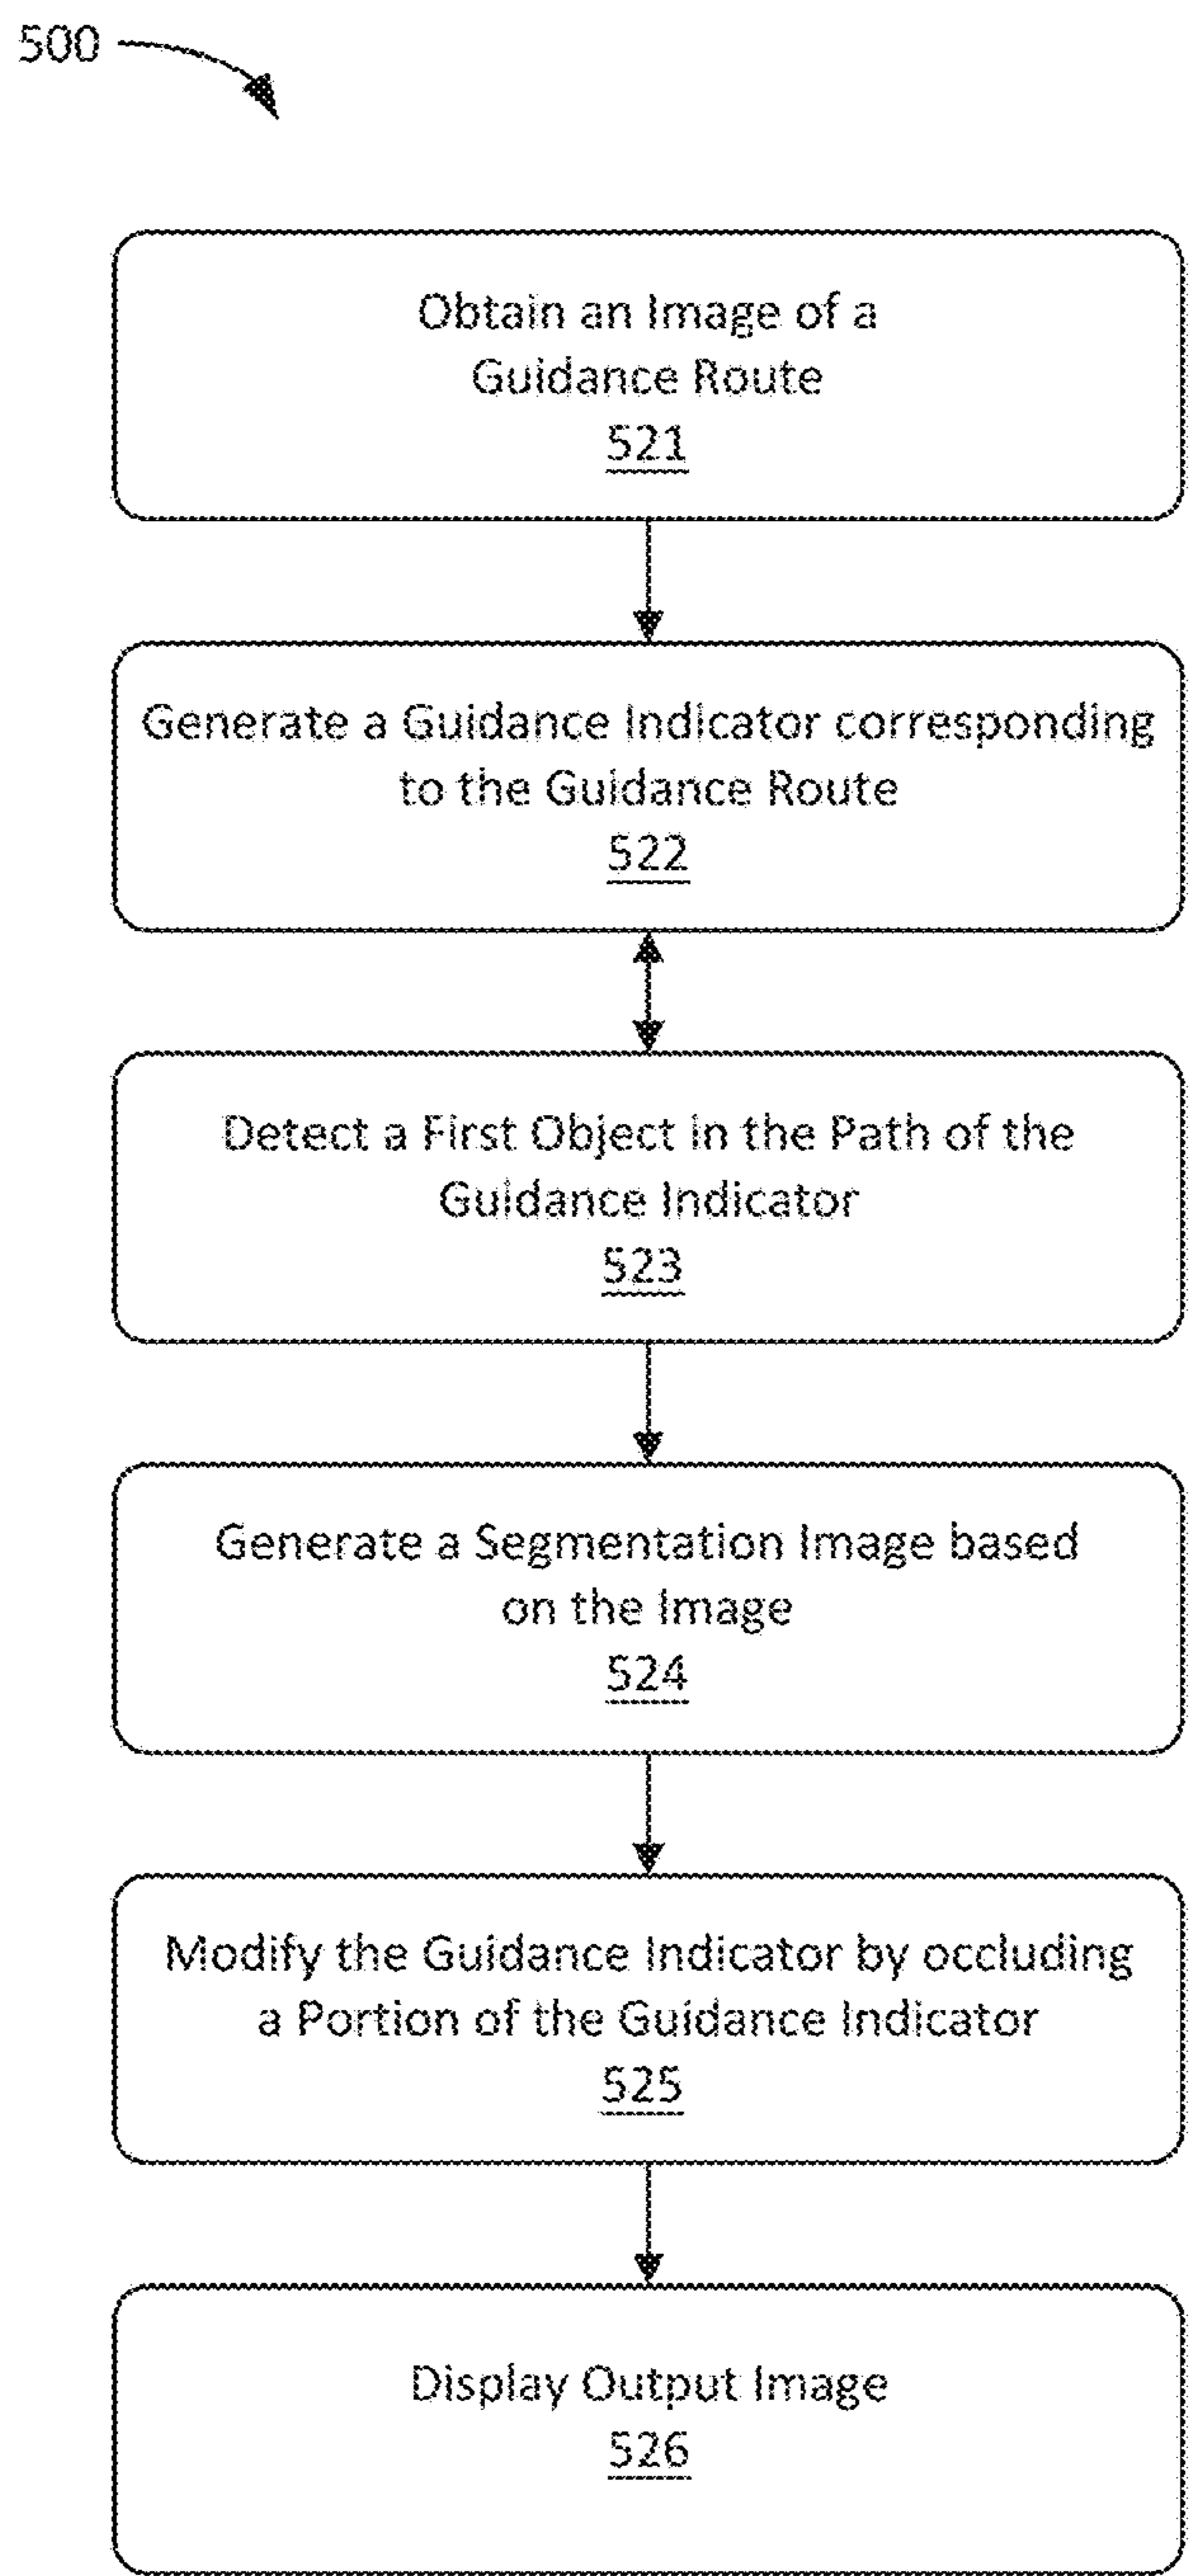 500
Obtain an Image of a
Guidance Route
521
Generate a Guidance Indicator corresponding
to the Guidance Route
522
Detect a First Object in the Path of the
Guidance Indicator
523
Generate a Segmentation Image based
on the Image
524
Modify the Guidance Indicator by occluding
a Portion of the Guidance Indicator
525
Display Output Image
526